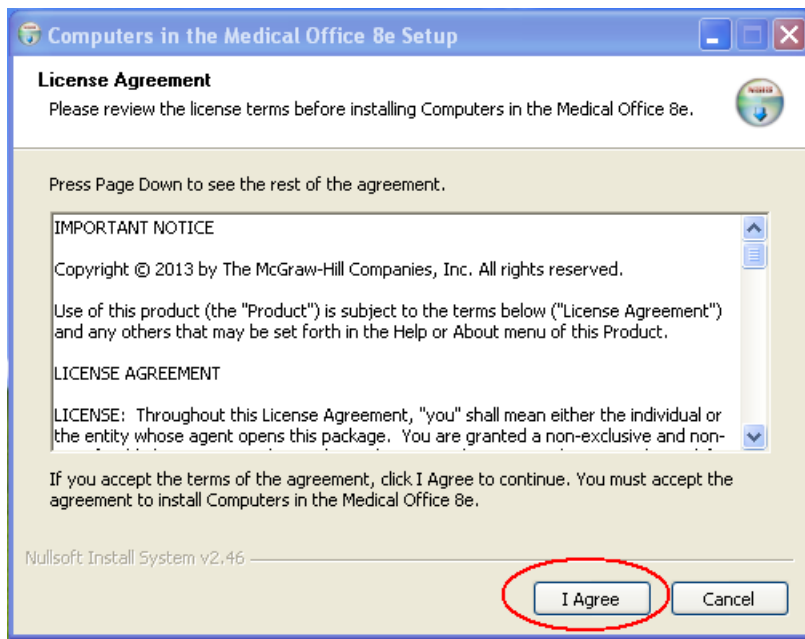 Computers in the Medical Office 8e Setup
License Agreement
Please review the license terms before installing Computers in the Medical Office 8e.
Press Page Down to see the rest of the agreement.
IMPORTANT NOTICE
Copyright © 2013 by The McGraw-Hill Companies, Inc. All rights reserved.
Use of this product (the "Product") is subject to the terms below ("License Agreement")
and any others that may be set forth in the Help or About menu of this Product.
LICENSE AGREEMENT
LICENSE:  Throughout this License Agreement, "you" shall mean either the individual or
the entity whose agent opens this package.  You are granted a non-exclusive and non-
If you accept the terms of the agreement, click I Agree to continue. You must accept the
agreement to install Computers in the Medical Office 8e.
Nullsoft Install System v2.46
I Agree
Cancel